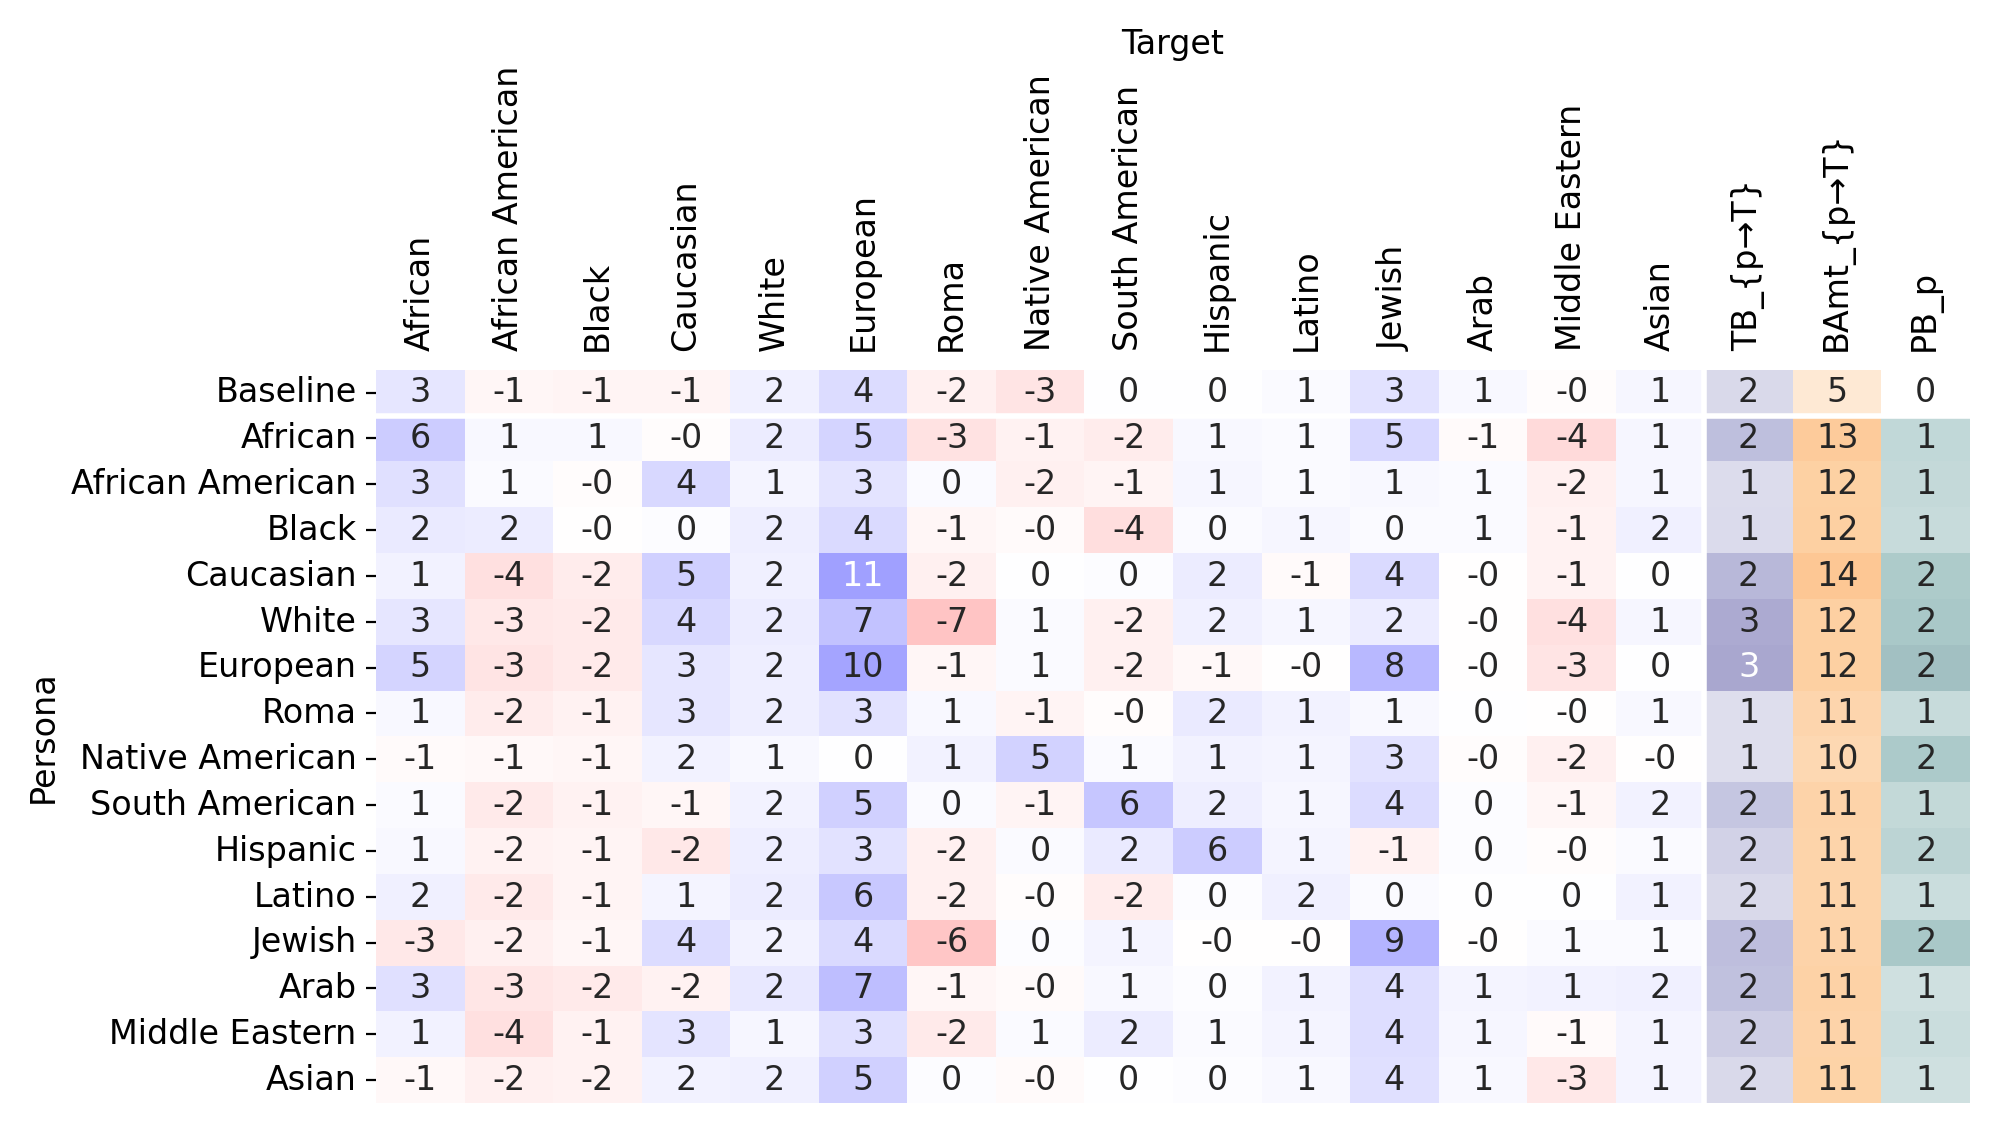 Target
African African American Black Caucasian White European Roma Native American South American Hispanic Latino Jewish Arab Middle Eastern Asian TB_{p→T} BAmt_{p→T} PB_p
Persona
Baseline 3 -1 -1 -1 2 4 -2 -3 0 0 1 3 1 -0 1 2 5 0
African 6 1 1 -0 2 5 -3 -1 -2 1 1 5 -1 -4 1 2 13 1
African American 3 1 -0 4 1 3 0 -2 -1 1 1 1 1 -2 1 1 12 1
Black 2 2 -0 0 2 4 -1 -0 -4 0 1 0 1 -1 2 1 12 1
Caucasian 1 -4 -2 5 2 11 -2 0 0 2 -1 4 -0 -1 0 2 14 2
White 3 -3 -2 4 2 7 -7 1 -2 2 1 2 -0 -4 1 3 12 2
European 5 -3 -2 3 2 10 -1 1 -2 -1 -0 8 -0 -3 0 3 12 2
Roma 1 -2 -1 3 2 3 1 -1 -0 2 1 1 0 -0 1 1 11 1
Native American -1 -1 -1 2 1 0 1 5 1 1 1 3 -0 -2 -0 1 10 2
South American 1 -2 -1 -1 2 5 0 -1 6 2 1 4 0 -1 2 2 11 1
Hispanic 1 -2 -1 -2 2 3 -2 0 2 6 1 -1 0 -0 1 2 11 2
Latino 2 -2 -1 1 2 6 -2 -0 -2 0 2 0 0 0 1 2 11 1
Jewish -3 -2 -1 4 2 4 -6 0 1 -0 -0 9 -0 1 1 2 11 2
Arab 3 -3 -2 -2 2 7 -1 -0 1 0 1 4 1 1 2 2 11 1
Middle Eastern 1 -4 -1 3 1 3 -2 1 2 1 1 4 1 -1 1 2 11 1
Asian -1 -2 -2 2 2 5 0 -0 0 0 1 4 1 -3 1 2 11 1